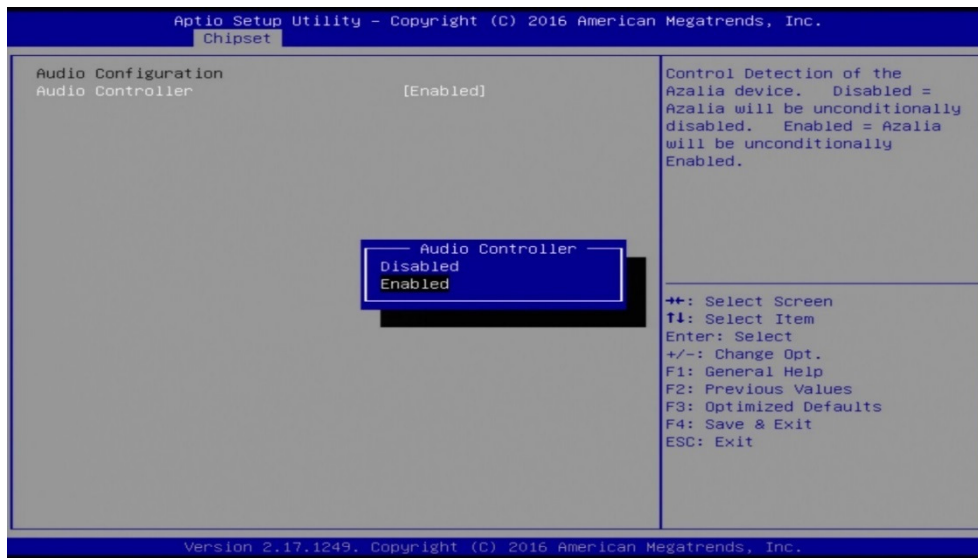 Aptio Setup Utility – Copyright (C) 2016 American Megatrends, Inc.
Chipset
Audio Configuration
Audio Controller [Enabled]
Audio Controller
Disabled
Enabled
Control Detection of the
Azalia device. Disabled =
Azalia will be unconditionally
disabled. Enabled = Azalia
will be unconditionally
Enabled.
→←: Select Screen
↑↓: Select Item
Enter: Select
+/-: Change Opt.
F1: General Help
F2: Previous Values
F3: Optimized Defaults
F4: Save & Exit
ESC: Exit
Version 2.17.1249. Copyright (C) 2016 American Megatrends, Inc.